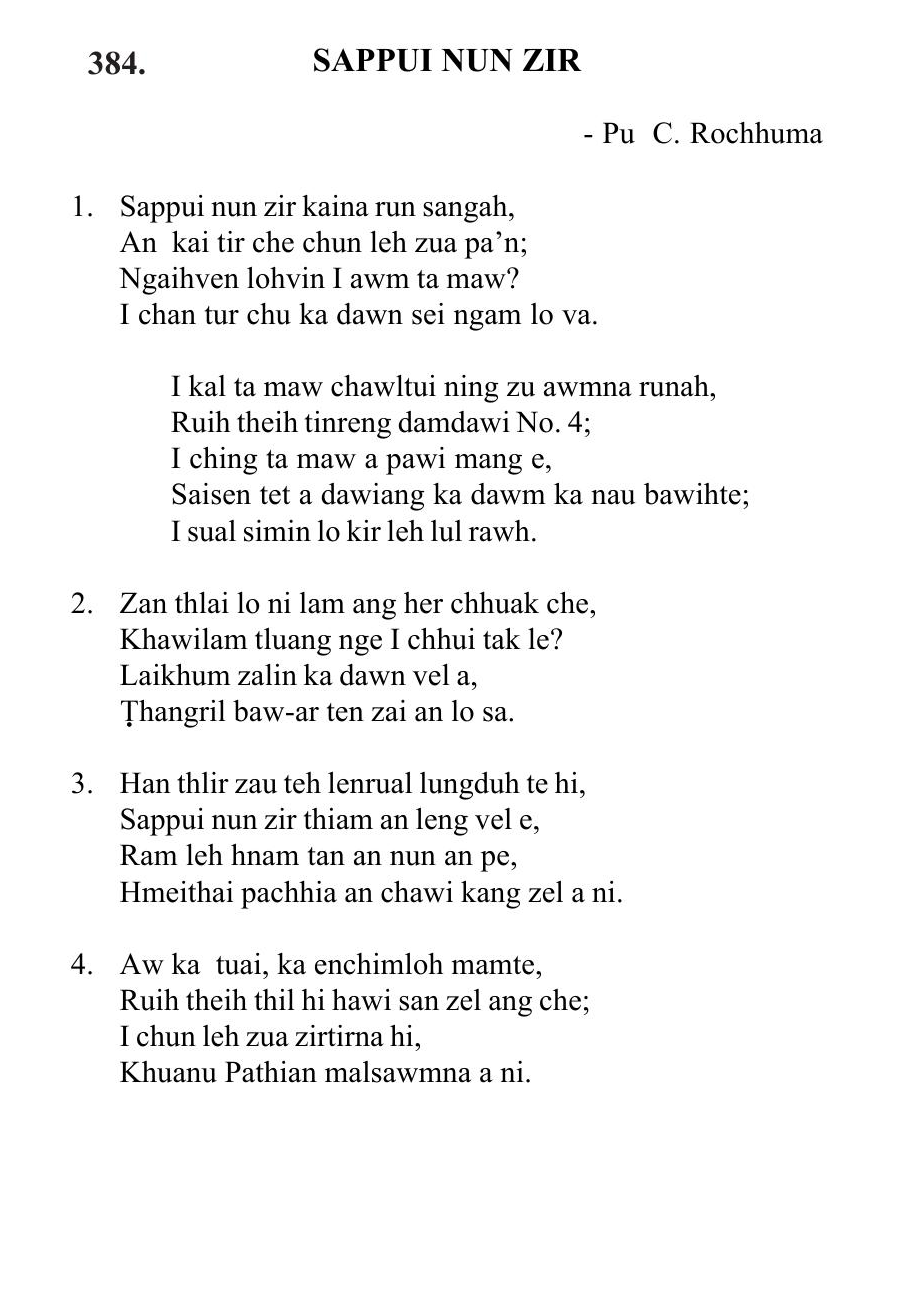 384. SAPPUI NUN ZIR
- Pu C. Rochhuma
1. Sappui nun zir kaina run sangah,
An kai tir che chun leh zua pa’n;
Ngaihven lohvin I awm ta maw?
I chan tur chu ka dawn sei ngam lo va.
I kal ta maw chawltui ning zu awmna runah,
Ruih theih tinreng damdawi No. 4;
I ching ta maw a pawi mang e,
Saisen tet a dawiang ka dawm ka nau bawihte;
I sual simin lo kir leh lul rawh.
2. Zan thlai lo ni lam ang her chhuak che,
Khawilam tluang nge I chhui tak le?
Laikhum zalin ka dawn vel a,
Ṭhangril baw-ar ten zai an lo sa.
3. Han thlir zau teh lenrual lungduh te hi,
Sappui nun zir thiam an leng vel e,
Ram leh hnam tan an nun an pe,
Hmeithai pachhia an chawi kang zel a ni.
4. Aw ka tuai, ka enchimloh mamte,
Ruih theih thil hi hawi san zel ang che;
I chun leh zua zirtirna hi,
Khuanu Pathian malsawmna a ni.